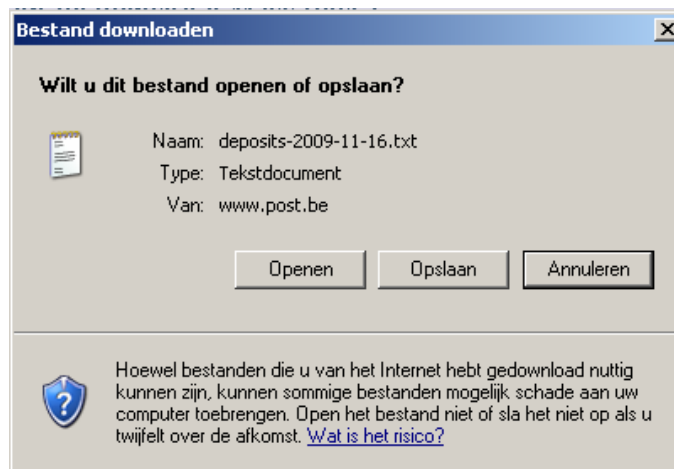 Bestand downloaden
Wilt u dit bestand openen of opslaan?
Naam: deposits-2009-11-16.txt
Type: Tekstdocument
Van: www.post.be
Openen Opslaan Annuleren
Hoewel bestanden die u van het Internet hebt gedownload nuttig
kunnen zijn, kunnen sommige bestanden mogelijk schade aan uw
computer toebrengen. Open het bestand niet of sla het niet op als u
twijfelt over de afkomst. Wat is het risico?